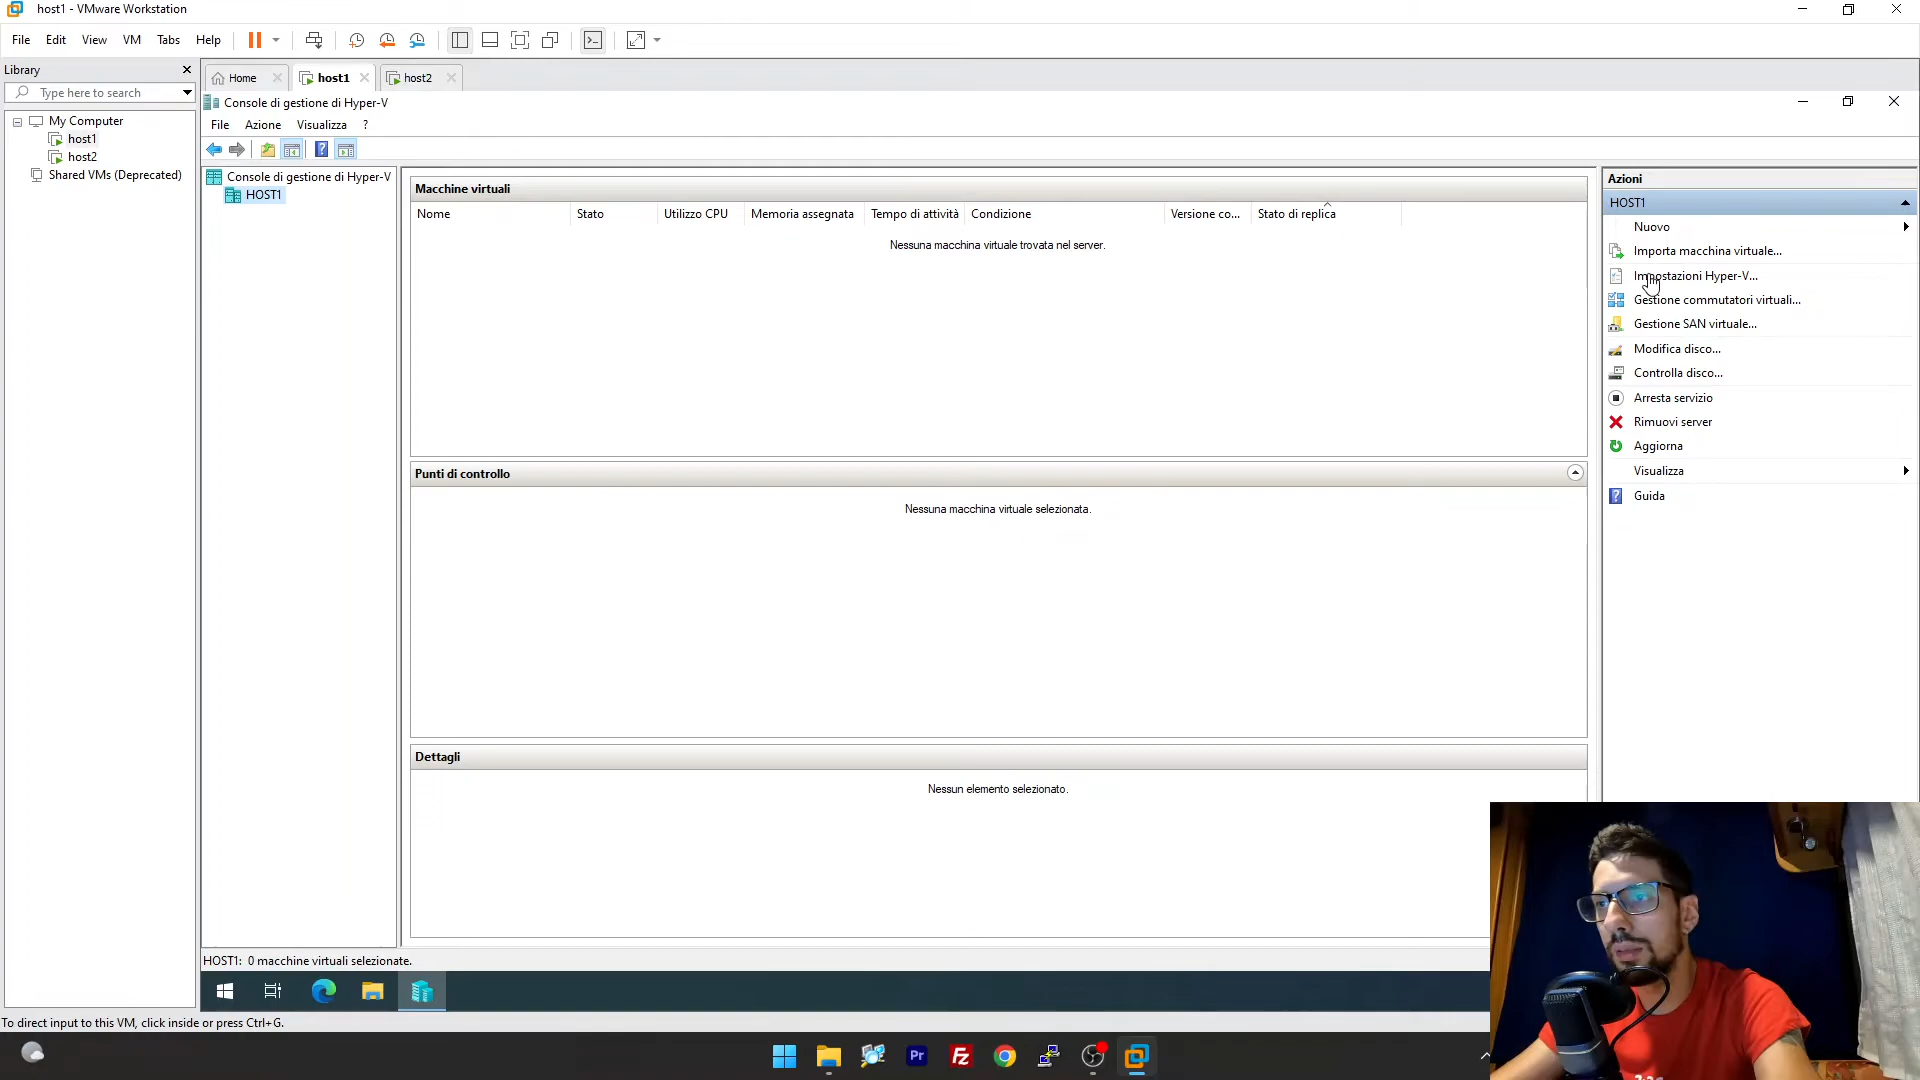 host1 - VMware Workstation
File Edit View VM Tabs Help
Library
Type here to search
My Computer
host1
host2
Shared VMs (Deprecated)
Home host1 host2
Console di gestione di Hyper-V
File Azione Visualizza ?
Console di gestione di Hyper-V
HOST1
Macchine virtuali
Nome Stato Utilizzo CPU Memoria assegnata Tempo di attività Condizione Versione co... Stato di replica
Nessuna macchina virtuale trovata nel server.
Punti di controllo
Nessuna macchina virtuale selezionata.
Dettagli
Nessun elemento selezionato.
Azioni
HOST1
Nuovo
Importa macchina virtuale...
Impostazioni Hyper-V...
Gestione commutatori virtuali...
Gestione SAN virtuale...
Modifica disco...
Controlla disco...
Arresta servizio
Rimuovi server
Aggiorna
Visualizza
Guida
HOST1: 0 macchine virtuali selezionate.
To direct input to this VM, click inside or press Ctrl+G.
Pr
Fz